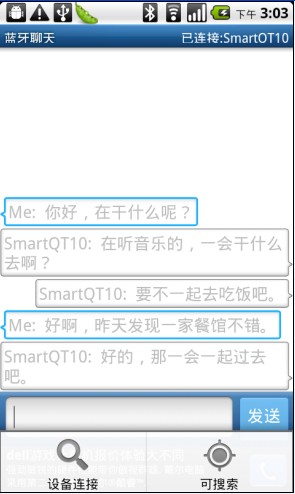 下午 3:03
蓝牙聊天
已连接:SmartQT10
Me: 你好，在干什么呢？
SmartQT10: 在听音乐的，一会干什么
去啊？
SmartQT10: 要不一起去吃饭吧。
Me: 好啊，昨天发现一家餐馆不错。
SmartQT10: 好的，那一会一起过去
吧。
发送
设备连接
可搜索